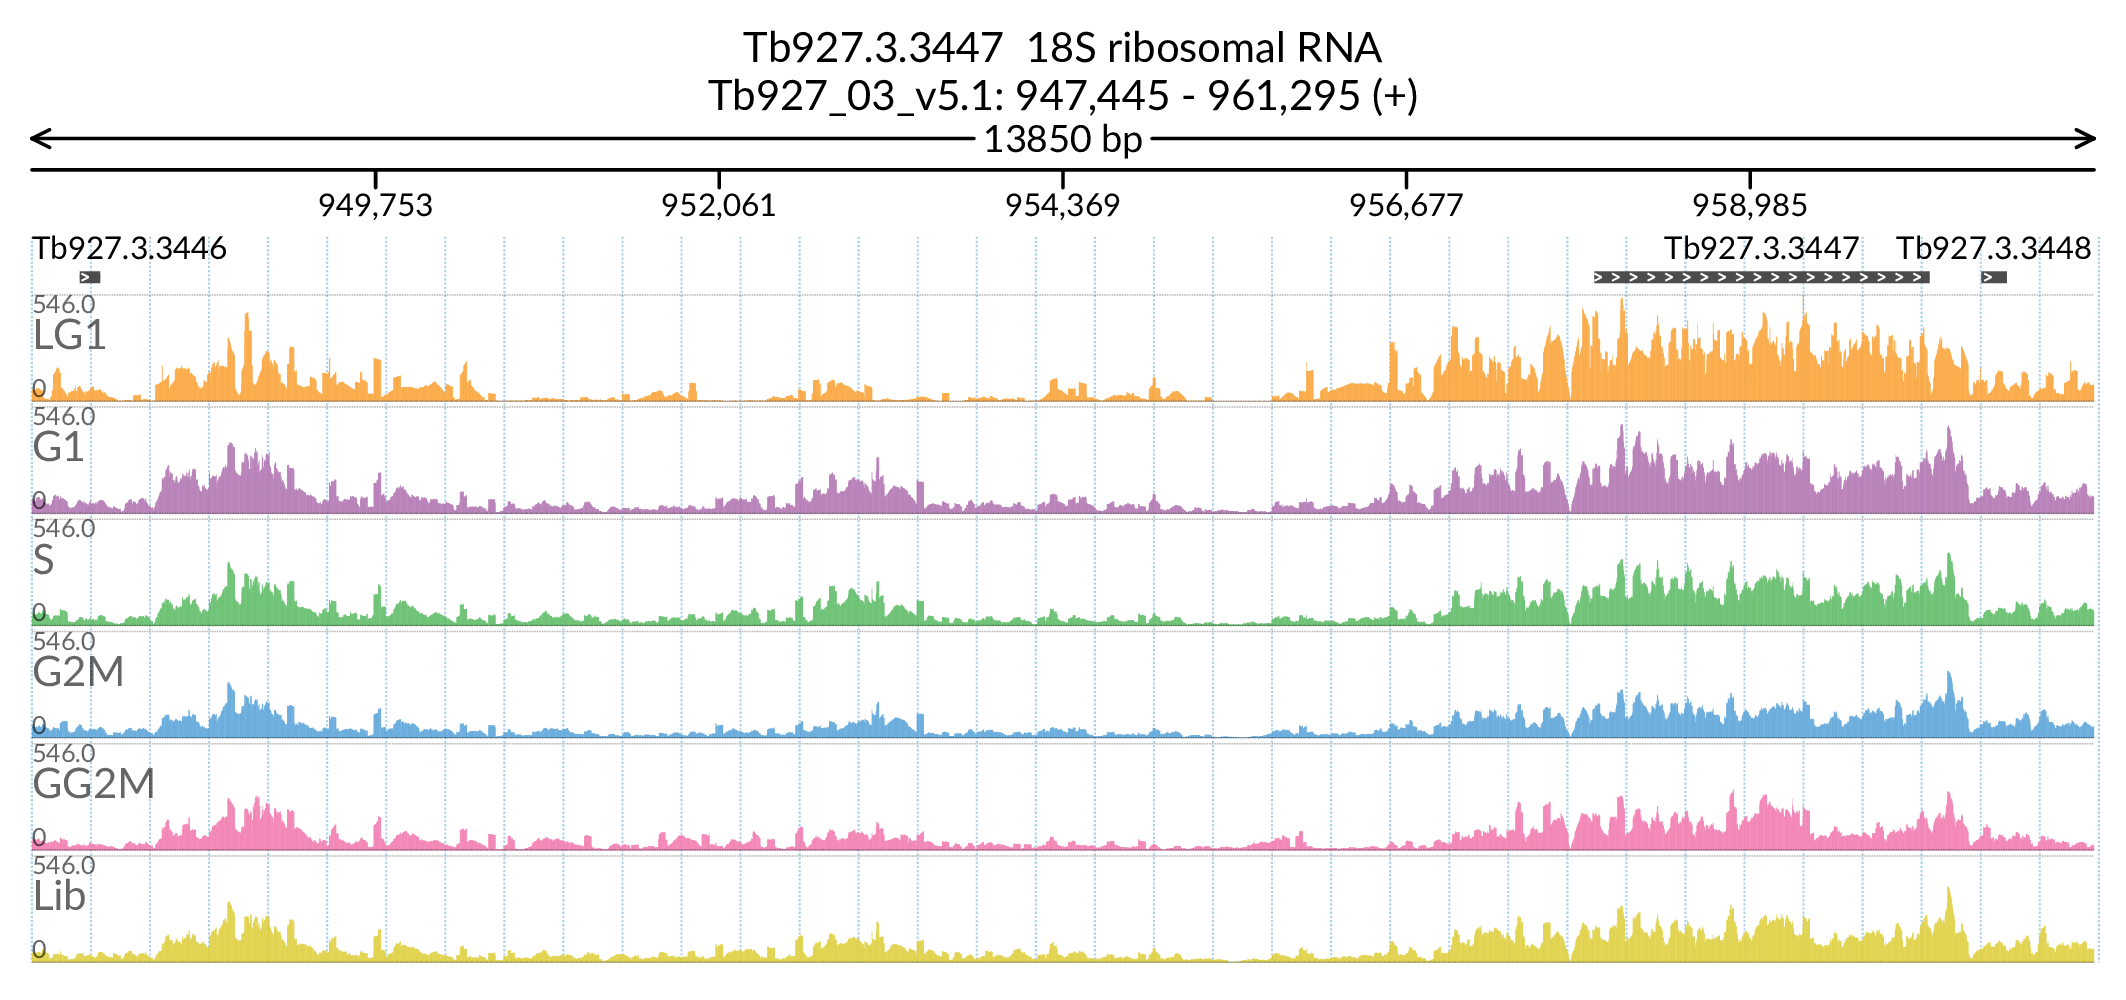 Tb927.3.3447  18S ribosomal RNA
Tb927_03_v5.1: 947,445 - 961,295 (+)
13850 bp
949,753 952,061 954,369 956,677 958,985
Tb927.3.3446 Tb927.3.3447 Tb927.3.3448
546.0
LG1
0
546.0
G1
0
546.0
S
0
546.0
G2M
0
546.0
GG2M
0
546.0
Lib
0